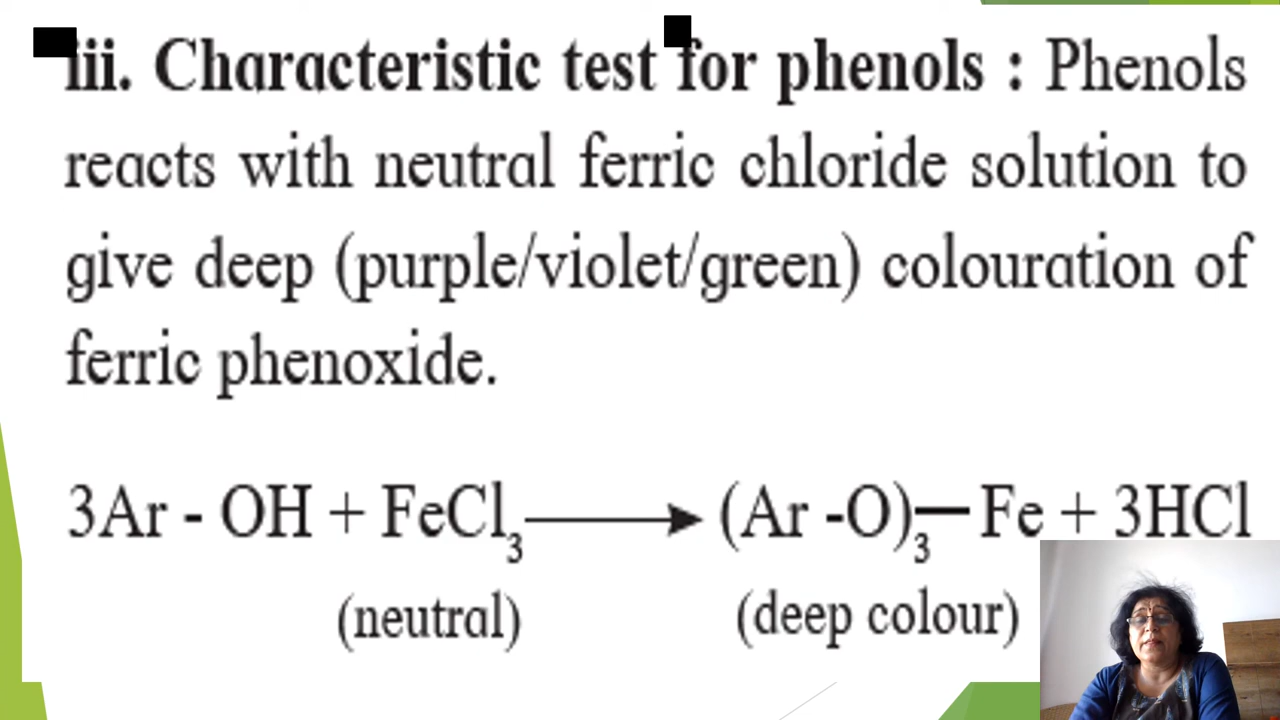 iii. Characteristic test for phenols : Phenols
reacts with neutral ferric chloride solution to
give deep (purple/violet/green) colouration of
ferric phenoxide.
3Ar - OH + FeCl₃ ⟶ (Ar -O)₃─ Fe + 3HCl
(neutral) (deep colour)